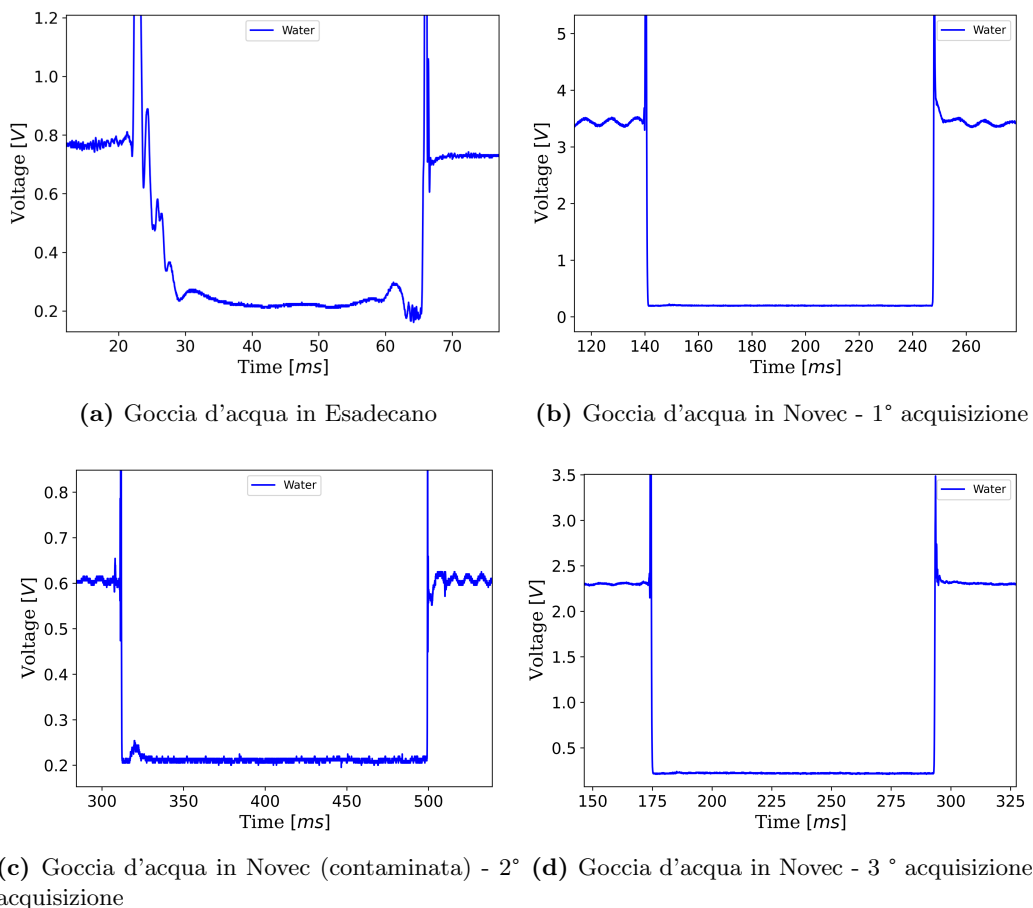 1.2
1.0
0.8
0.6
0.4
0.2
Voltage [V]
Water
20 30 40 50 60 70
Time [ms]
(a) Goccia d'acqua in Esadecano
5
4
3
2
1
0
Voltage [V]
Water
120 140 160 180 200 220 240 260
Time [ms]
(b) Goccia d'acqua in Novec - 1° acquisizione
0.8
0.7
0.6
0.5
0.4
0.3
0.2
Voltage [V]
Water
300 350 400 450 500
Time [ms]
(c) Goccia d'acqua in Novec (contaminata) - 2°
acquisizione
3.5
3.0
2.5
2.0
1.5
1.0
0.5
Voltage [V]
Water
150 175 200 225 250 275 300 325
Time [ms]
(d) Goccia d'acqua in Novec - 3 ° acquisizione